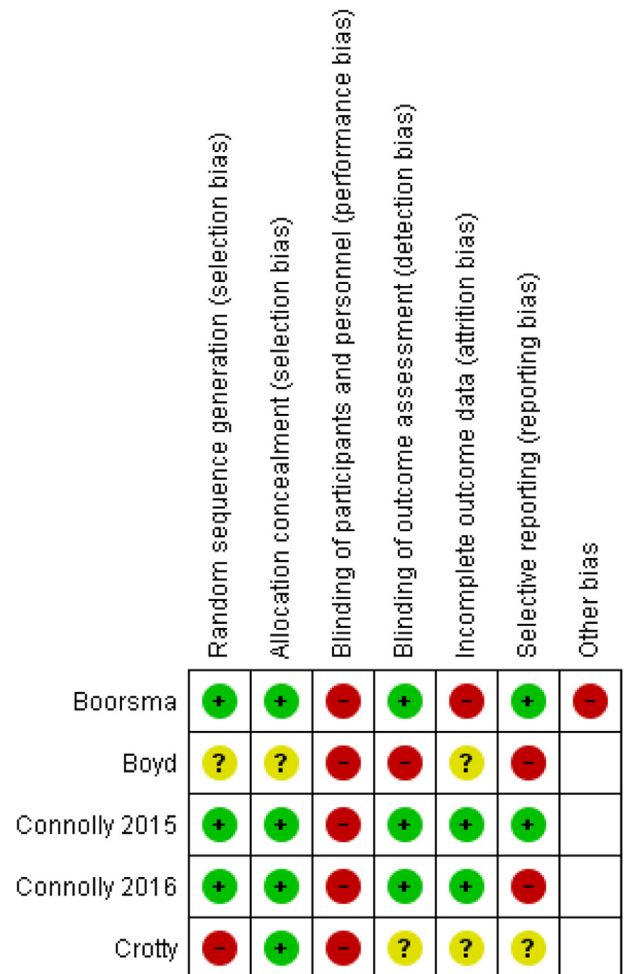 Random sequence generation (selection bias)
Allocation concealment (selection bias)
Blinding of participants and personnel (performance bias)
Blinding of outcome assessment (detection bias)
Incomplete outcome data (attrition bias)
Selective reporting (reporting bias)
Other bias
Boorsma + + - + - + -
Boyd ? ? - - ? -
Connolly 2015 + + - + + +
Connolly 2016 + + - + + -
Crotty - + - ? ? ?